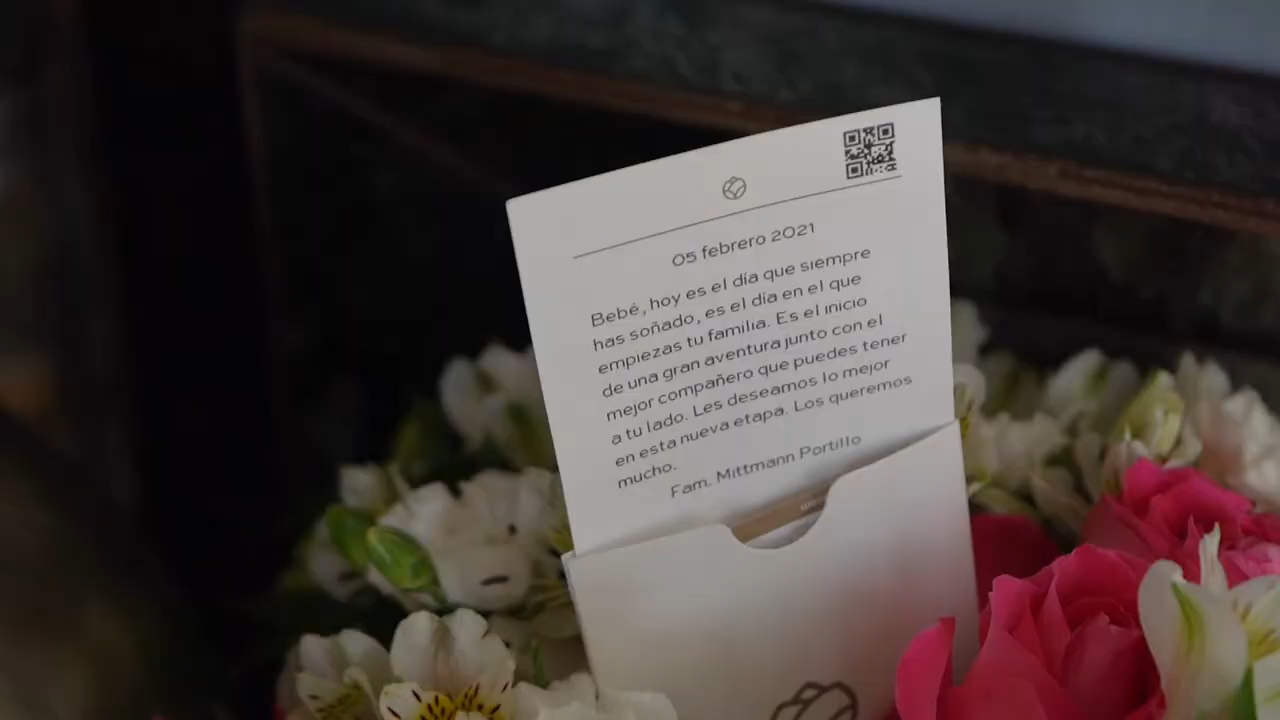 05 febrero 2021
Bebé, hoy es el día que siempre
has soñado, es el día en el que
empiezas tu familia. Es el inicio
de una gran aventura junto con el
mejor compañero que puedes tener
a tu lado. Les deseamos lo mejor
en esta nueva etapa. Los queremos
mucho.
Fam. Mittmann Portillo